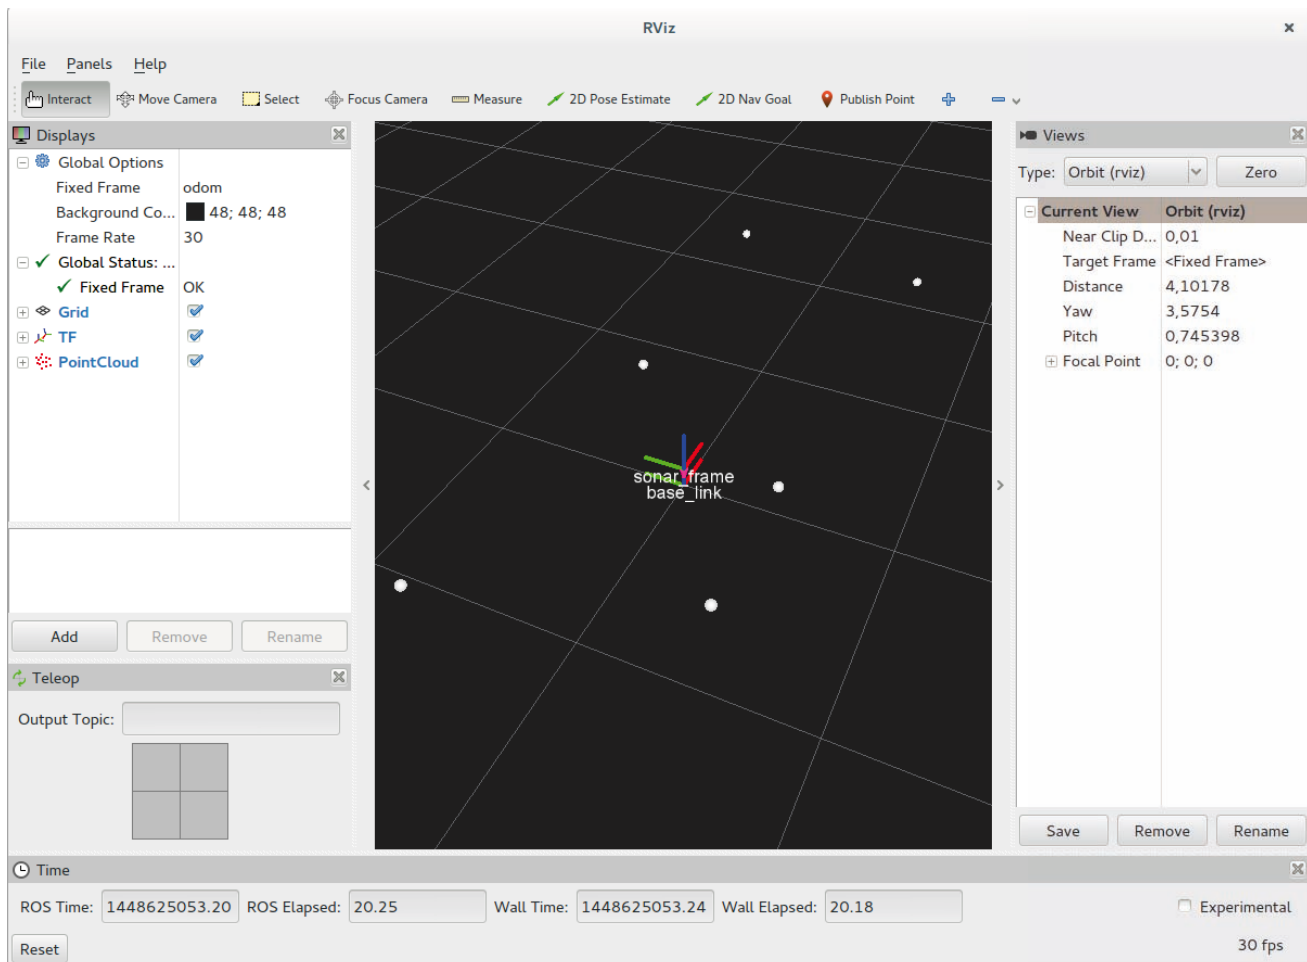 RViz
File Panels Help
Interact Move Camera Select Focus Camera Measure 2D Pose Estimate 2D Nav Goal Publish Point
Displays
Global Options
Fixed Frame odom
Background Co... 48; 48; 48
Frame Rate 30
Global Status: ...
Fixed Frame OK
Grid
TF
PointCloud
Add Remove Rename
Teleop
Output Topic:
sonar_frame
base_link
Views
Type: Orbit (rviz) Zero
Current View Orbit (rviz)
Near Clip D... 0,01
Target Frame <Fixed Frame>
Distance 4,10178
Yaw 3,5754
Pitch 0,745398
Focal Point 0; 0; 0
Save Remove Rename
Time
ROS Time: 1448625053.20 ROS Elapsed: 20.25 Wall Time: 1448625053.24 Wall Elapsed: 20.18 Experimental
Reset 30 fps